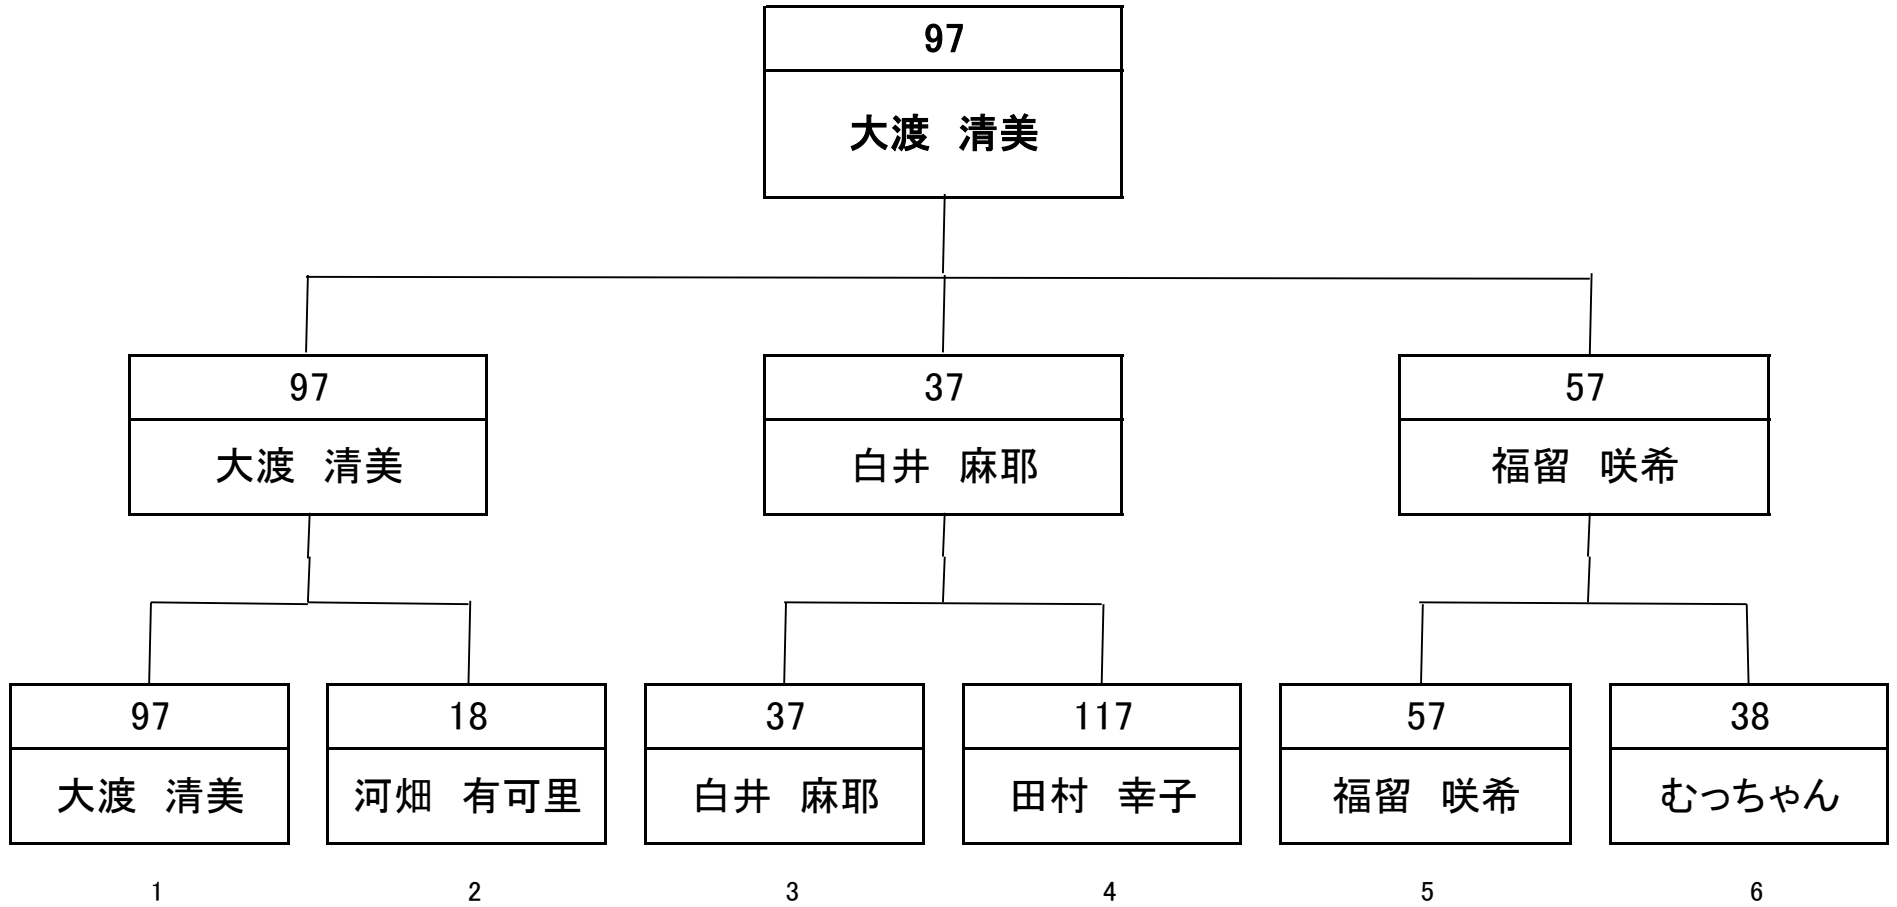 97
大渡　清美
97
37
57
大渡　清美
白井　麻耶
福留　咲希
97
18
37
117
57
38
大渡　清美
河畑　有可里
白井　麻耶
田村　幸子
福留　咲希
むっちゃん
1
2
3
4
5
6